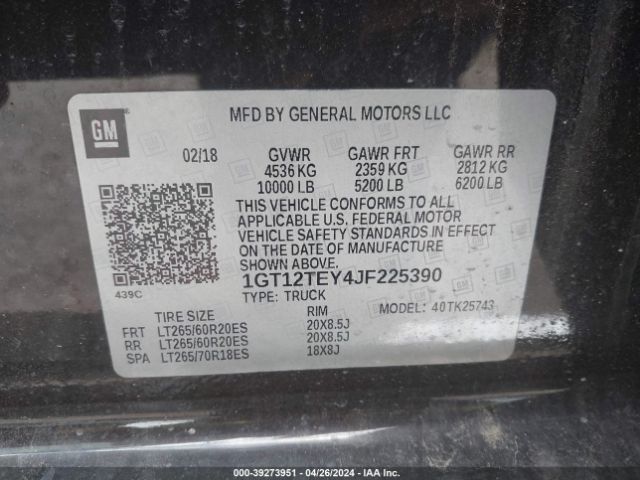 GM
MFD BY GENERAL MOTORS LLC
02/18 GVWR GAWR FRT GAWR RR
4536 KG 2359 KG 2812 KG
10000 LB 5200 LB 6200 LB
THIS VEHICLE CONFORMS TO ALL
APPLICABLE U.S. FEDERAL MOTOR
VEHICLE SAFETY STANDARDS IN EFFECT
ON THE DATE OF MANUFACTURE
SHOWN ABOVE.
439C
1GT12TEY4JF225390
TYPE: TRUCK MODEL: 40TK25743
TIRE SIZE RIM
FRT LT265/60R20ES 20X8.5J
RR LT265/60R20ES 20X8.5J
SPA LT265/70R18ES 18X8J
000-39273951 | 04/26/2024 | IAA Inc.